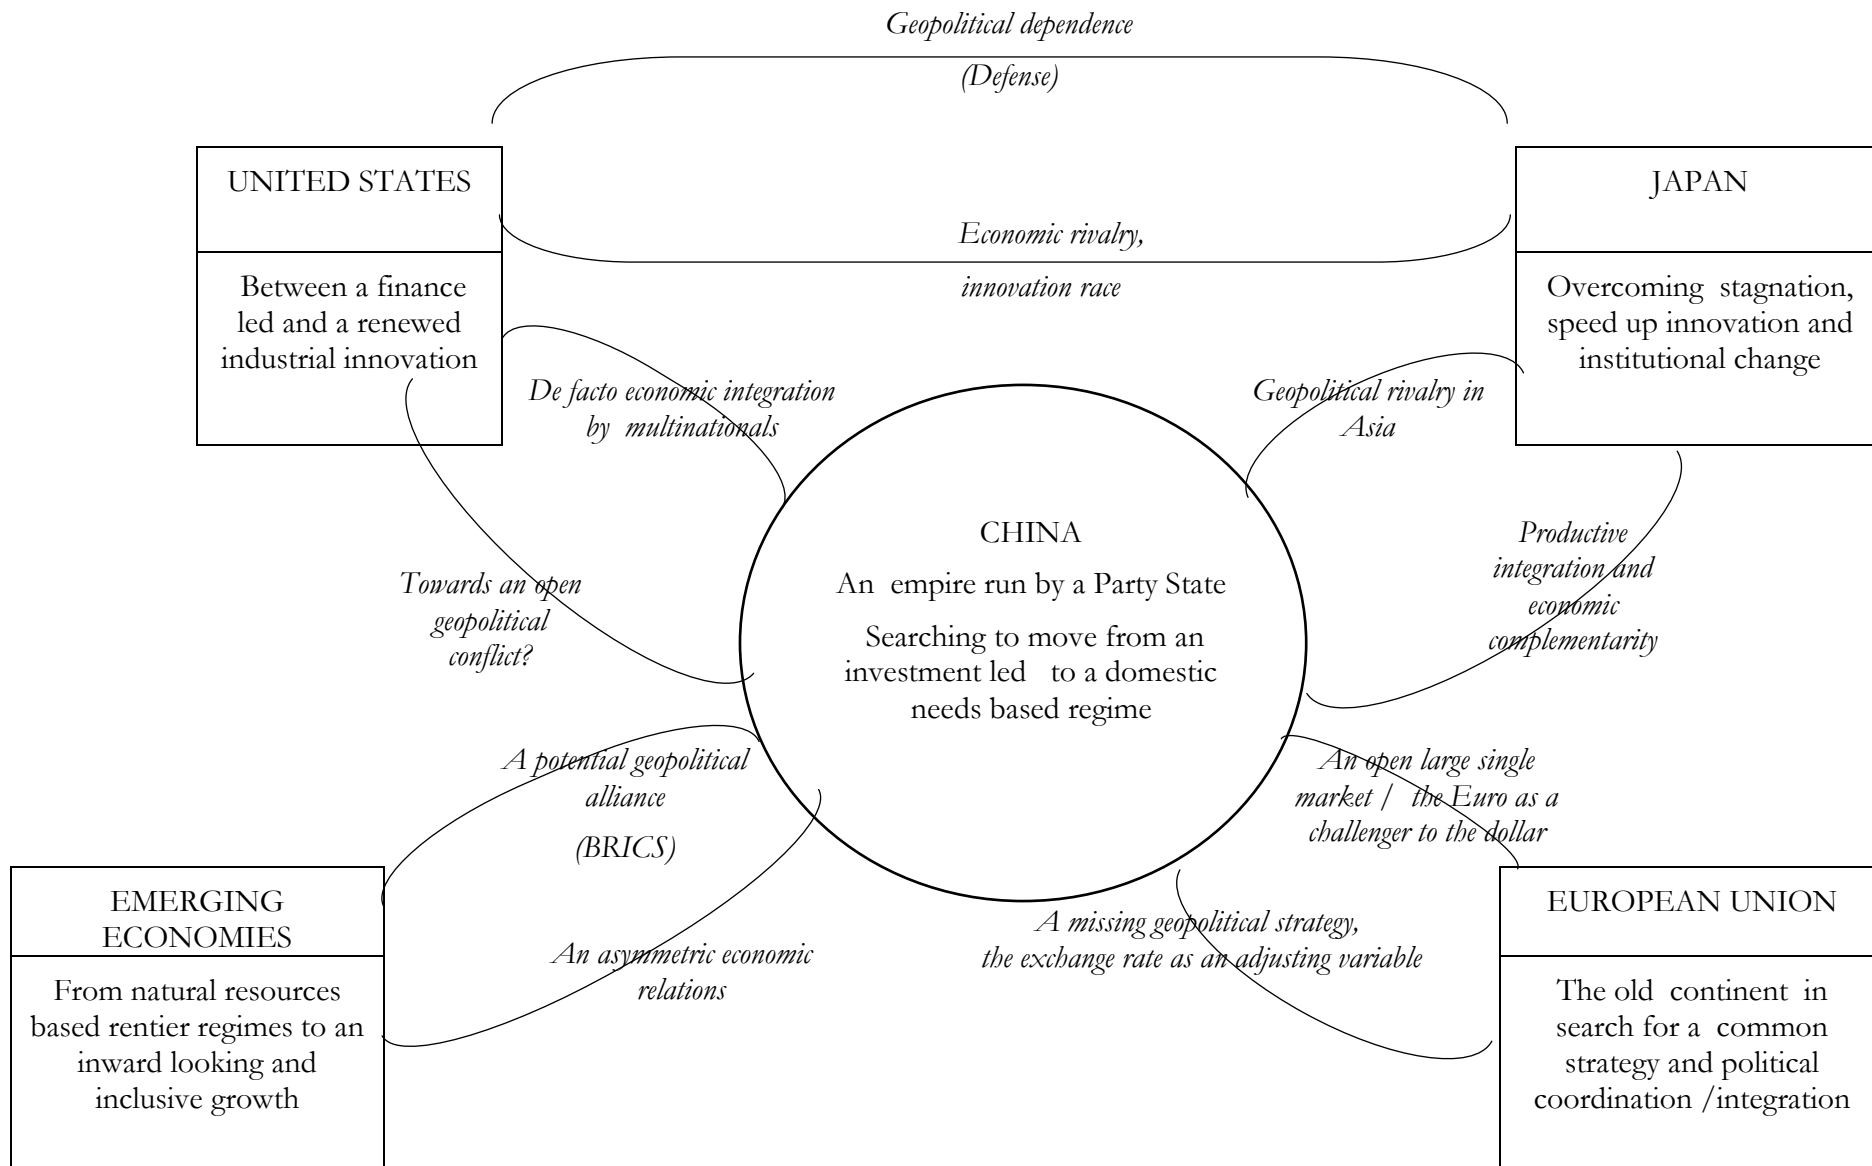 Geopolitical dependence
(Defense)
UNITED STATES
JAPAN
Economic rivalry,
innovation race
Between a finance
led and a renewed
industrial innovation
Overcoming stagnation,
speed up innovation and
institutional change
De facto economic integration
by multinationals
Geopolitical rivalry in
Asia
CHINA
An empire run by a Party State
Searching to move from an
investment led to a domestic
needs based regime
Productive
integration and
economic
complementarity
Towards an open
geopolitical
conflict?
A potential geopolitical
alliance
(BRICS)
An open large single
market / the Euro as a
challenger to the dollar
EMERGING
ECONOMIES
EUROPEAN UNION
A missing geopolitical strategy,
the exchange rate as an adjusting variable
An asymmetric economic
relations
From natural resources
based rentier regimes to an
inward looking and
inclusive growth
The old continent in
search for a common
strategy and political
coordination /integration